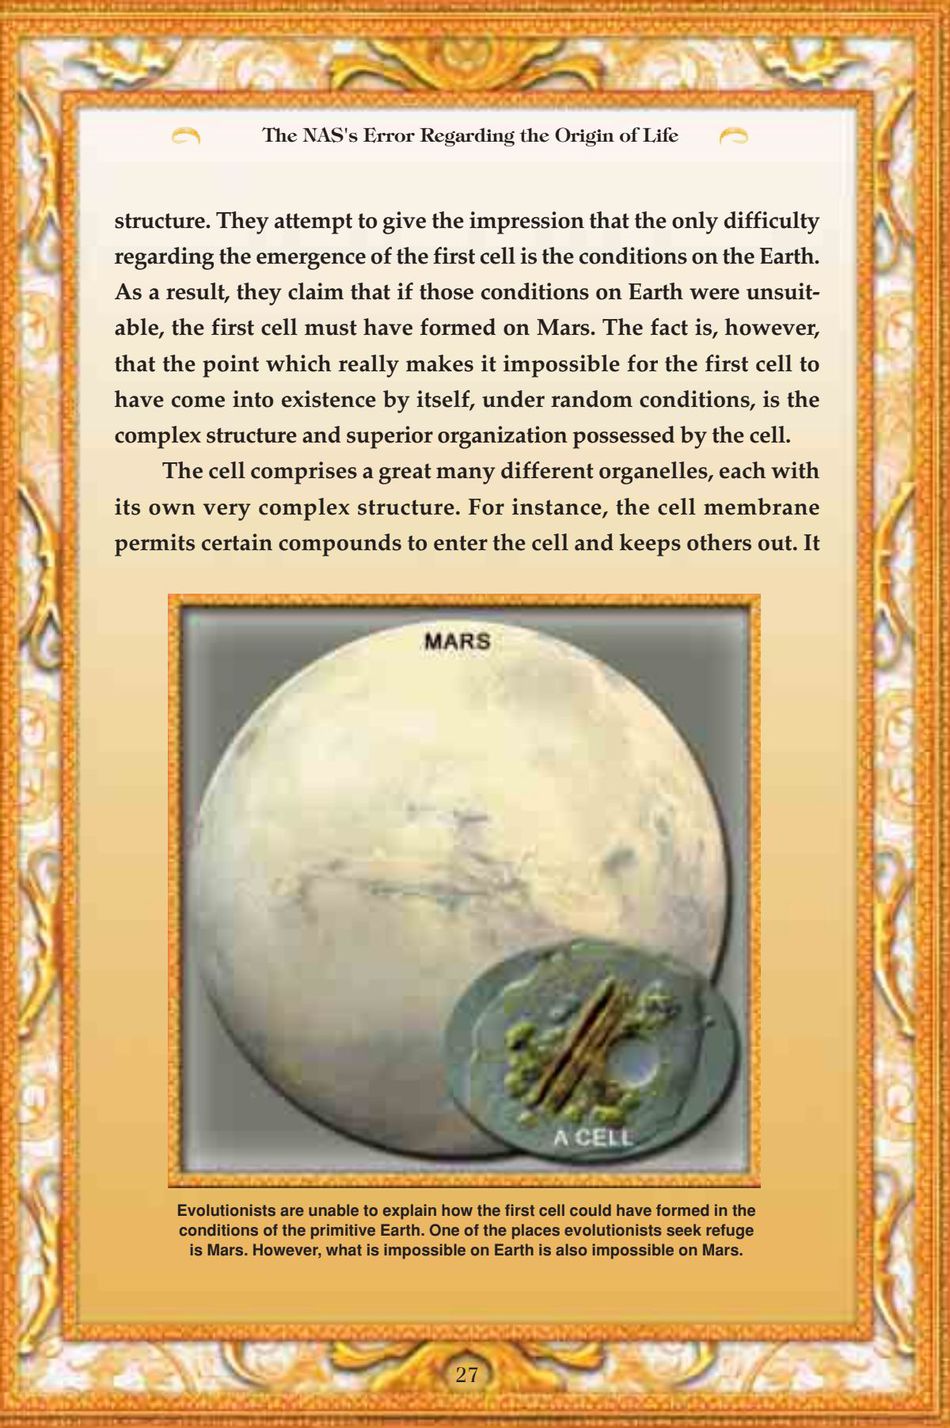 The NAS's Error Regarding the Origin of Life
structure. They attempt to give the impression that the only difficulty
regarding the emergence of the first cell is the conditions on the Earth.
As a result, they claim that if those conditions on Earth were unsuit-
able, the first cell must have formed on Mars. The fact is, however,
that the point which really makes it impossible for the first cell to
have come into existence by itself, under random conditions, is the
complex structure and superior organization possessed by the cell.
The cell comprises a great many different organelles, each with
its own very complex structure. For instance, the cell membrane
permits certain compounds to enter the cell and keeps others out. It
MARS
A CELL
Evolutionists are unable to explain how the first cell could have formed in the
conditions of the primitive Earth. One of the places evolutionists seek refuge
is Mars. However, what is impossible on Earth is also impossible on Mars.
27